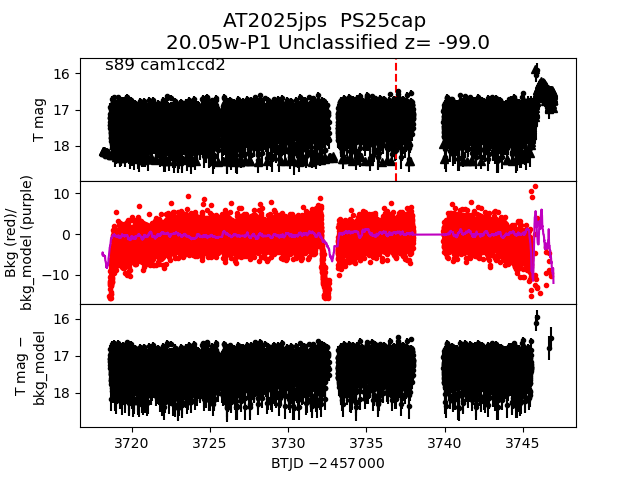 AT2025jps PS25cap
20.05w-P1 Unclassified z= -99.0
s89 cam1ccd2
T mag
16
17
18
Bkg (red)/
bkg_model (purple)
10
0
−10
T mag −
bkg_model
16
17
18
3720 3725 3730 3735 3740 3745
BTJD −2 457 000